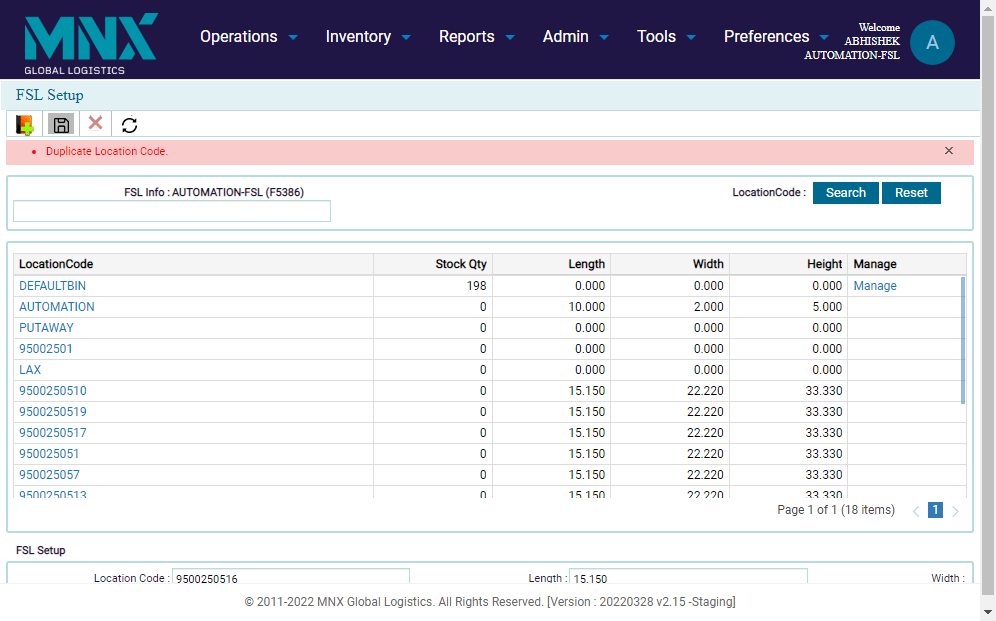 MNX
GLOBAL LOGISTICS
Operations Inventory Reports Admin Tools Preferences
Welcome
ABHISHEK
AUTOMATION-FSL
A
FSL Setup
Duplicate Location Code.
FSL Info : AUTOMATION-FSL (F5386)
LocationCode : Search Reset
LocationCode Stock Qty Length Width Height Manage
DEFAULTBIN 198 0.000 0.000 0.000 Manage
AUTOMATION 0 10.000 2.000 5.000
PUTAWAY 0 0.000 0.000 0.000
95002501 0 0.000 0.000 0.000
LAX 0 0.000 0.000 0.000
9500250510 0 15.150 22.220 33.330
9500250519 0 15.150 22.220 33.330
9500250517 0 15.150 22.220 33.330
950025051 0 15.150 22.220 33.330
950025057 0 15.150 22.220 33.330
9500250513 0 15.150 22.220 33.330
Page 1 of 1 (18 items) 1
FSL Setup
Location Code : 9500250516 Length : 15.150 Width :
© 2011-2022 MNX Global Logistics. All Rights Reserved. [Version : 20220328 v2.15 -Staging]